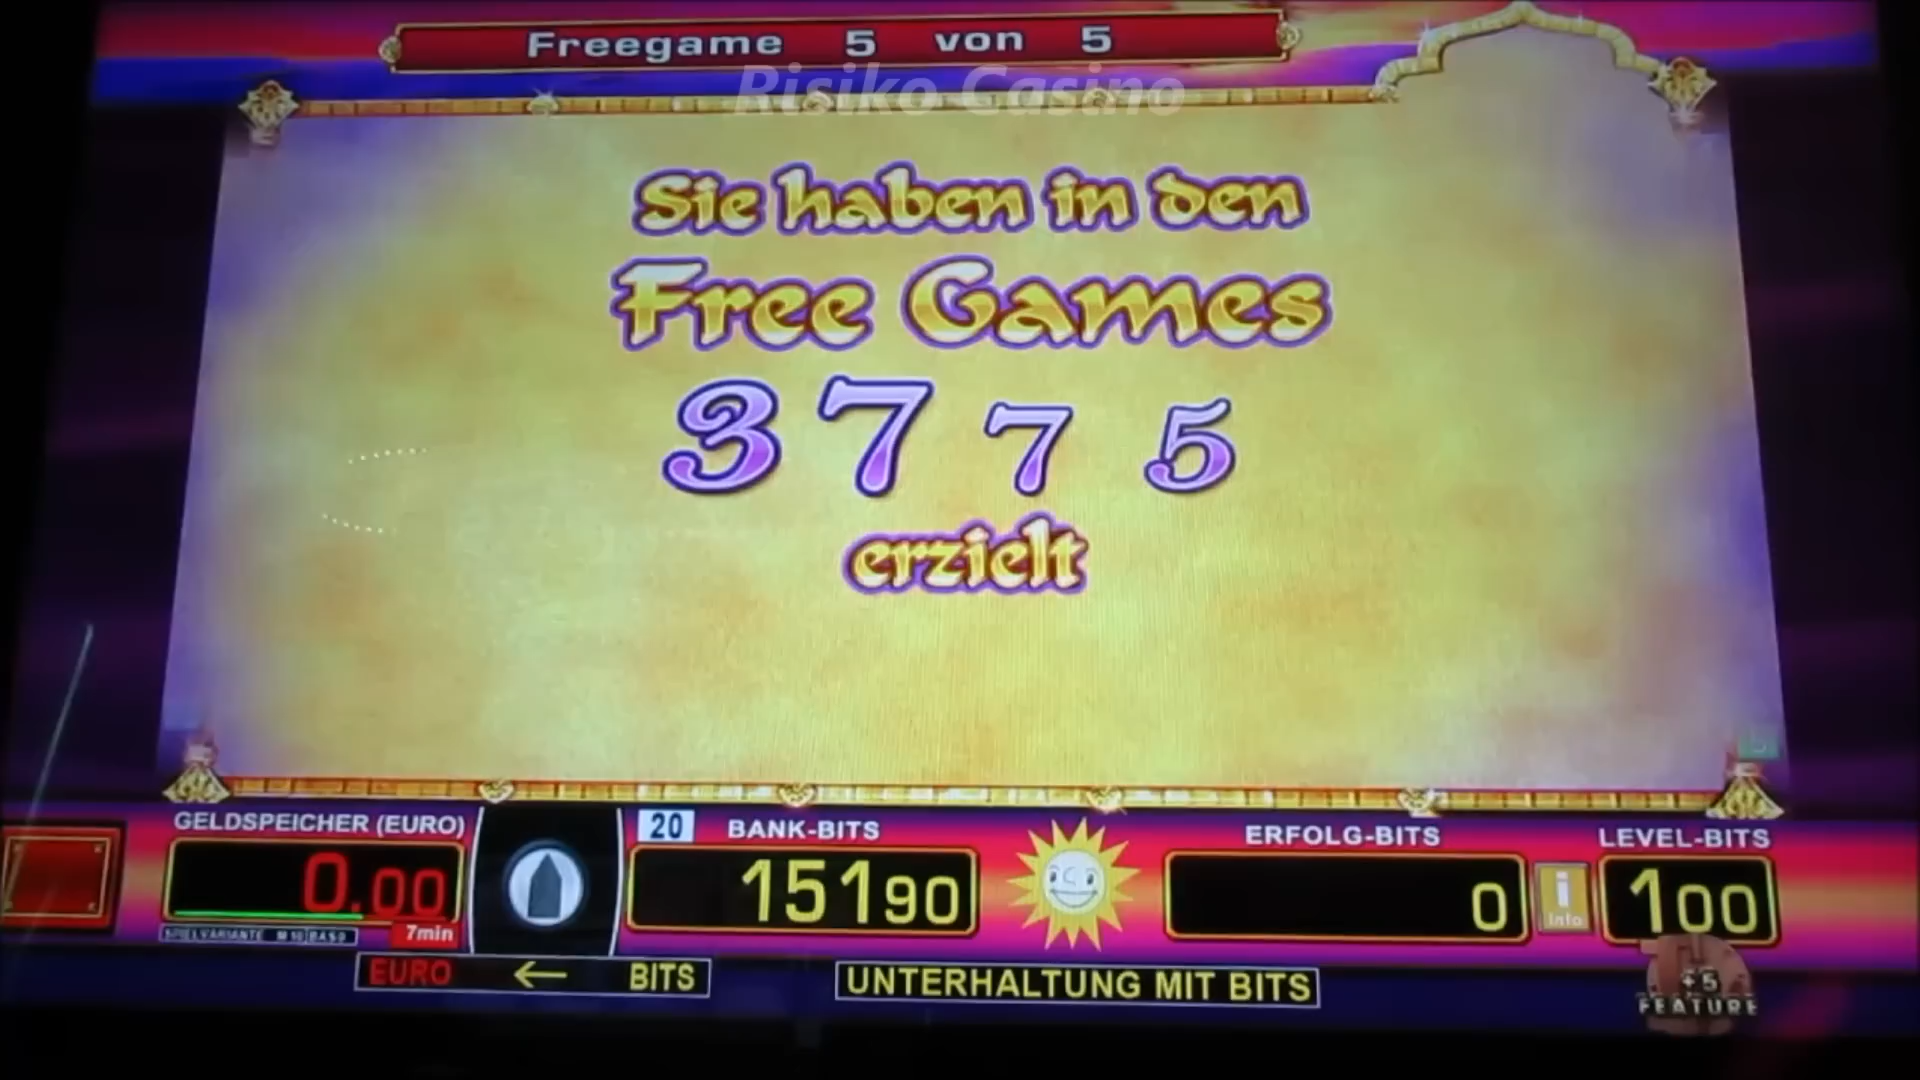 Freegame 5 von 5
Risiko Casino
Sie haben in den
Free Games
3775
erzielt
GELDSPEICHER (EURO)
20 BANK-BITS
ERFOLG-BITS
LEVEL-BITS
0.00
15190
0
i
Info
100
SPIELVARIANTE
7min
EURO ← BITS
UNTERHALTUNG MIT BITS
+5
FEATURE